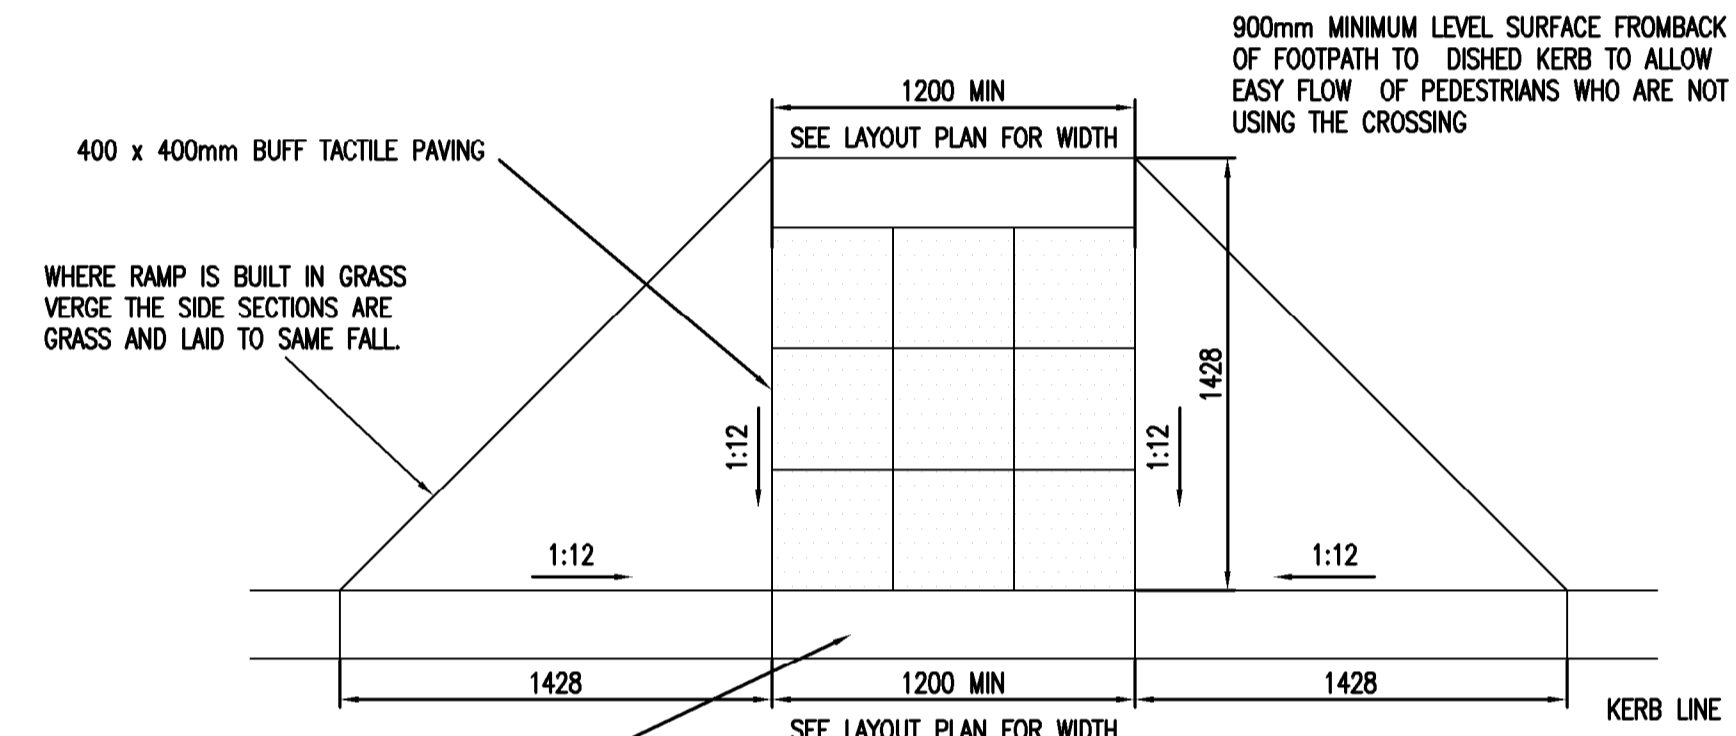 900mm MINIMUM LEVEL SURFACE FROMBACK
OF FOOTPATH TO DISHED KERB TO ALLOW
EASY FLOW OF PEDESTRIANS WHO ARE NOT
USING THE CROSSING
1200 MIN
SEE LAYOUT PLAN FOR WIDTH
400 x 400mm BUFF TACTILE PAVING
WHERE RAMP IS BUILT IN GRASS
VERGE THE SIDE SECTIONS ARE
GRASS AND LAID TO SAME FALL.
1428
1:12
1:12
1:12
1:12
1428
1200 MIN
1428
KERB LINE
SEE LAYOUT PLAN FOR WIDTH